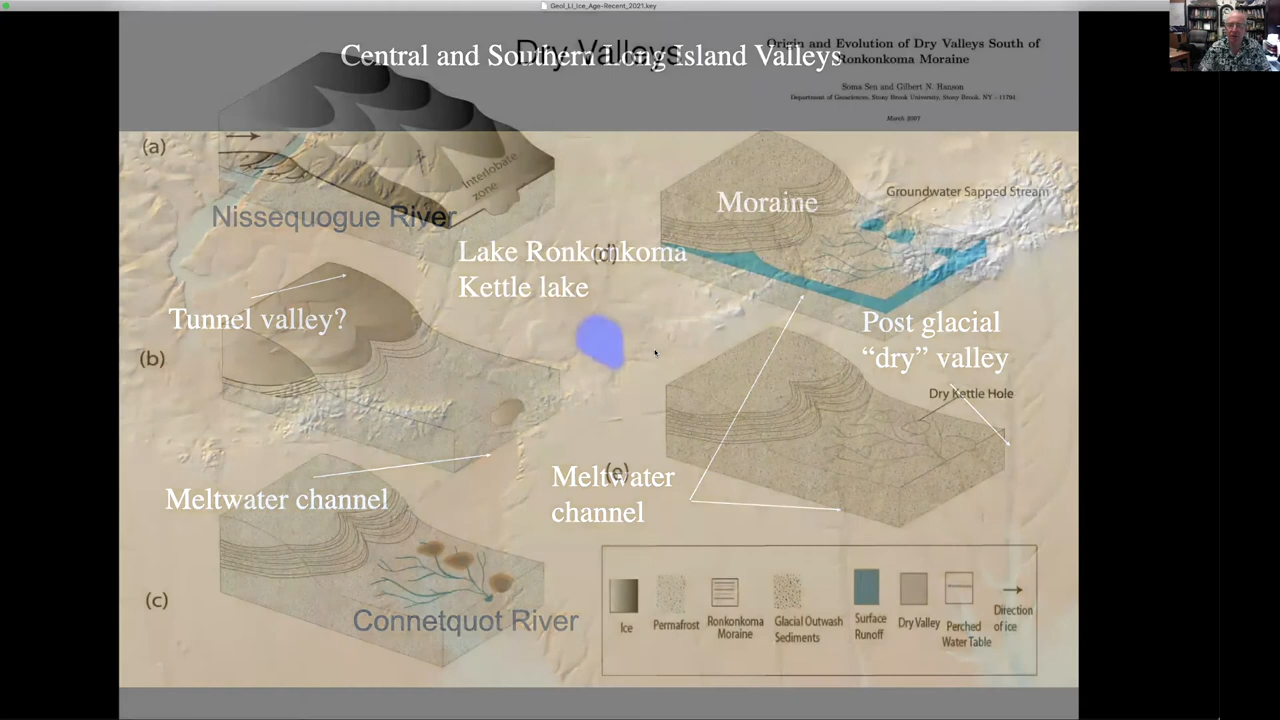 Geol_LI_Ice_Age-Recent_2021.key
Dry Valleys
Central and Southern Long Island Valleys
Origin and Evolution of Dry Valleys South of
Ronkonkoma Moraine
Soma Sen and Gilbert N. Hanson
Department of Geosciences, Stony Brook University, Stony Brook, NY - 11794
March 2007
(a)
Interlobate
zone
Nissequogue River
Moraine
Groundwater Sapped Stream
Lake Ronkonkoma
(d)
Kettle lake
Tunnel valley?
Post glacial
“dry” valley
(b)
Dry Kettle Hole
Meltwater channel
(e)
Meltwater
channel
(c)
Connetquot River
Ice
Permafrost
Ronkonkoma
Moraine
Glacial Outwash
Sediments
Surface
Runoff
Dry Valley
Perched
Water Table
Direction
of ice